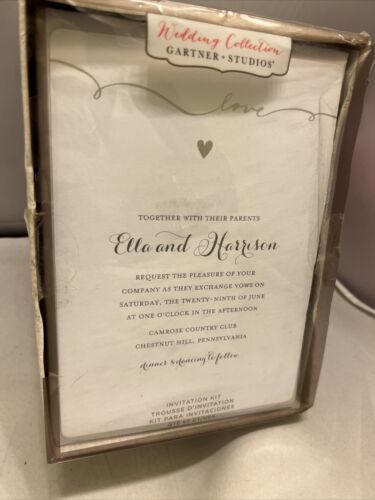 Wedding Collection
GARTNER • STUDIOS®
love
TOGETHER WITH THEIR PARENTS
Ella and Harrison
REQUEST THE PLEASURE OF YOUR
COMPANY AS THEY EXCHANGE VOWS ON
SATURDAY, THE TWENTY-NINTH OF JUNE
AT ONE O'CLOCK IN THE AFTERNOON
CAMROSE COUNTRY CLUB
CHESTNUT HILL, PENNSYLVANIA
dinner & dancing to follow
INVITATION KIT
TROUSSE D'INVITATION
KIT PARA INVITACIONES